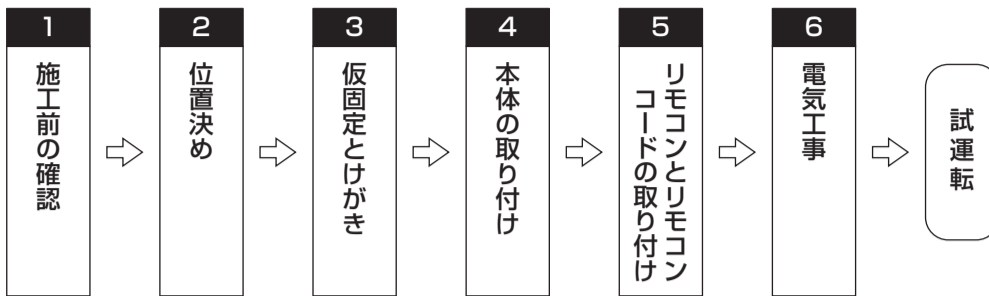 1
施工前の確認
2
位置決め
3
仮固定とけがき
4
本体の取り付け
5
リモコンとリモコン
コードの取り付け
6
電気工事
試運転